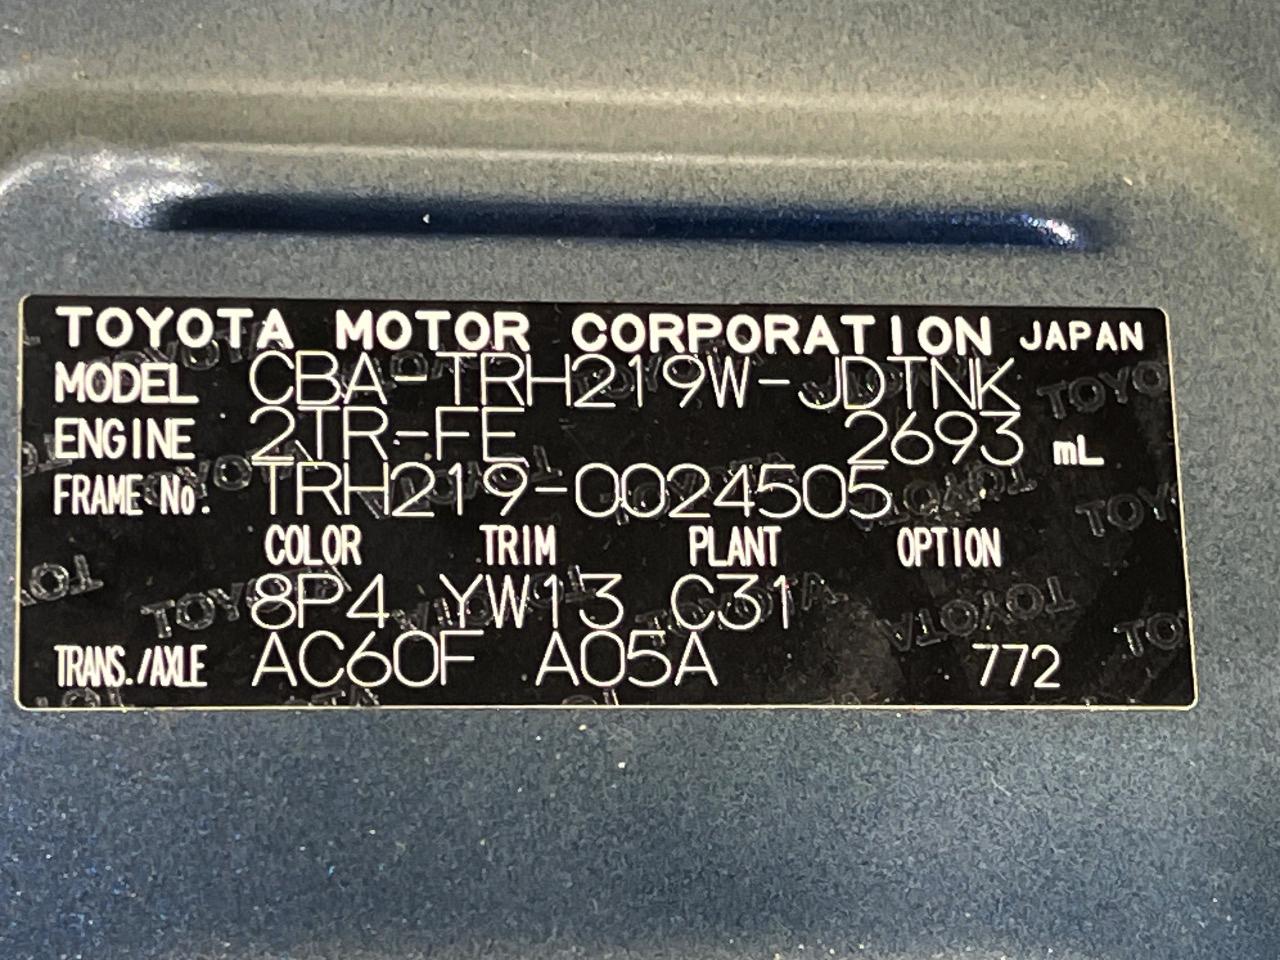 TOYOTA MOTOR CORPORATION JAPAN
MODEL CBA-TRH219W-JDTNK
ENGINE 2TR-FE 2693 mL
FRAME No. TRH219-0024505
COLOR TRIM PLANT OPTION
8P4 YW13 C31
TRANS./AXLE AC60F A05A 772